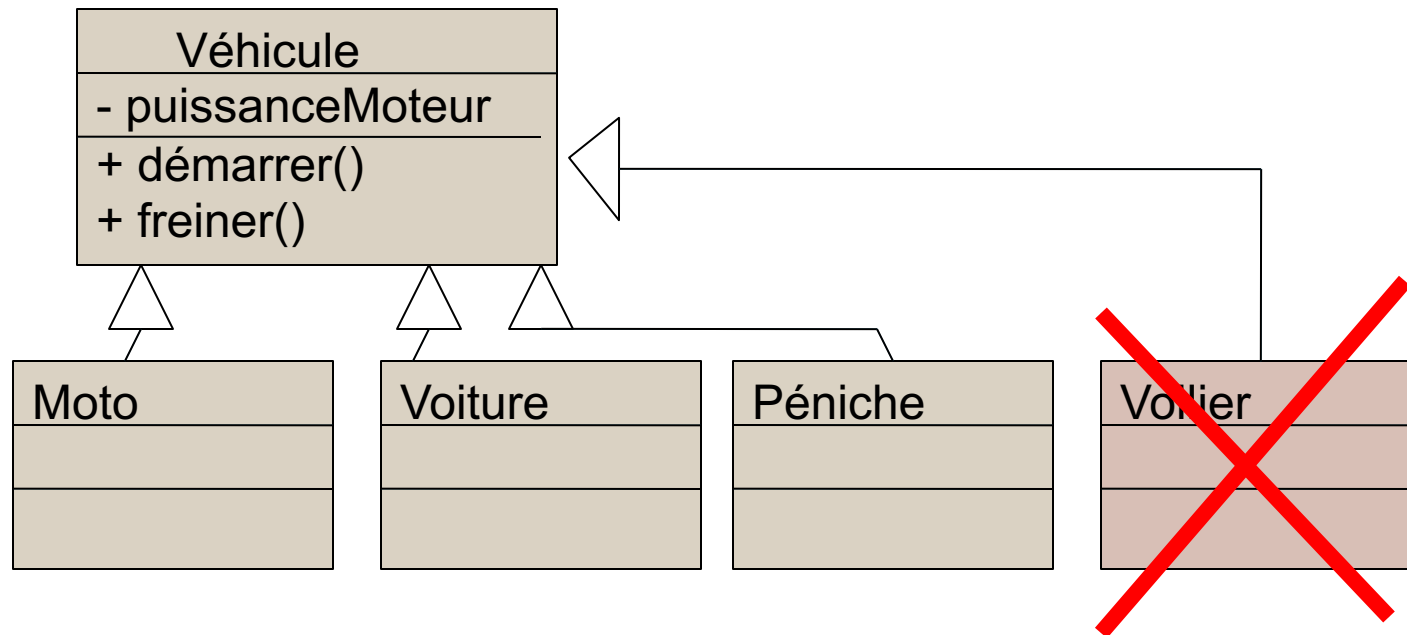 Véhicule
- puissanceMoteur
+ démarrer()
+ freiner()
Moto
Voiture
Péniche
Voilier